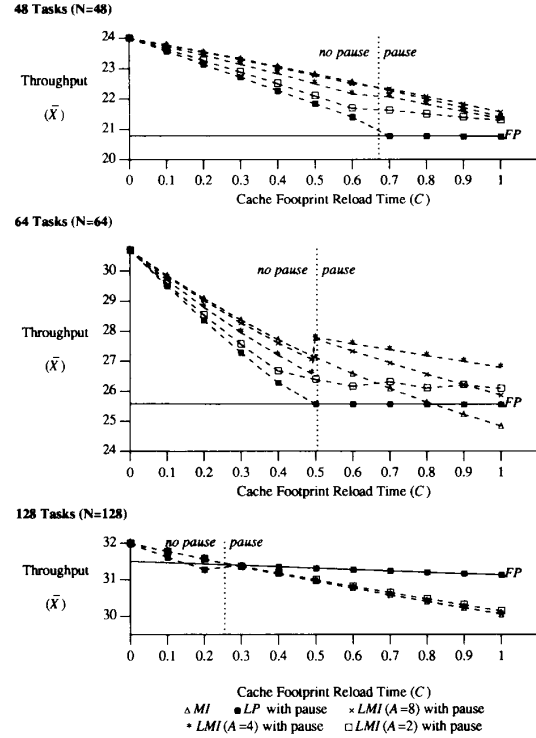 48 Tasks (N=48)
24
23
22
21
20
Throughput
(X̄)
no pause pause
FP
0 0.1 0.2 0.3 0.4 0.5 0.6 0.7 0.8 0.9 1
Cache Footprint Reload Time (C)
64 Tasks (N=64)
30
29
28
27
26
25
24
Throughput
(X̄)
no pause pause
FP
0 0.1 0.2 0.3 0.4 0.5 0.6 0.7 0.8 0.9 1
Cache Footprint Reload Time (C)
128 Tasks (N=128)
32
31
30
Throughput
(X̄)
no pause pause
FP
0 0.1 0.2 0.3 0.4 0.5 0.6 0.7 0.8 0.9 1
Cache Footprint Reload Time (C)
MI LP with pause LMI (A=8) with pause
LMI (A=4) with pause LMI (A=2) with pause